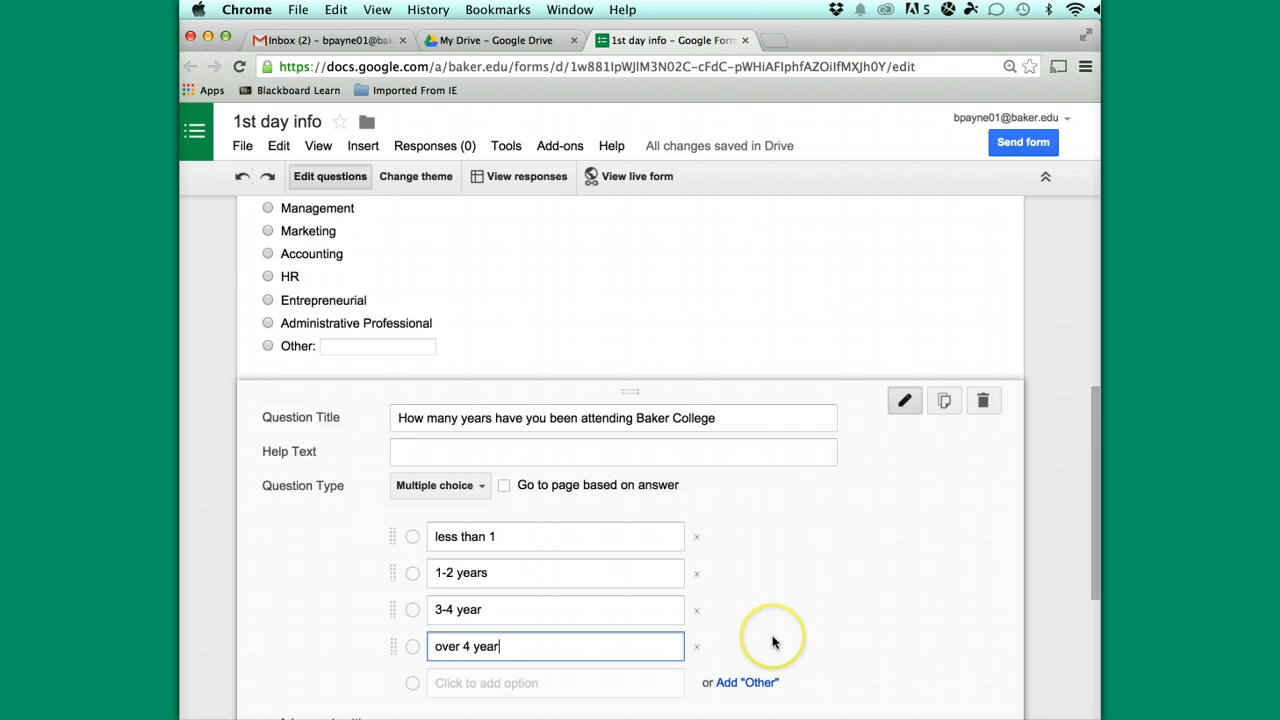 Chrome File Edit View History Bookmarks Window Help 5
Inbox (2) - bpayne01@bak × My Drive - Google Drive × 1st day info - Google Form ×
https://docs.google.com/a/baker.edu/forms/d/1w881lpWJlM3N02C-cFdC-pWHiAFIphfAZOiIfMXJh0Y/edit
Apps Blackboard Learn Imported From IE
1st day info
bpayne01@baker.edu
File Edit View Insert Responses (0) Tools Add-ons Help All changes saved in Drive
Send form
Edit questions Change theme View responses View live form
Management
Marketing
Accounting
HR
Entrepreneurial
Administrative Professional
Other:
Question Title How many years have you been attending Baker College
Help Text
Question Type Multiple choice Go to page based on answer
less than 1 ×
1-2 years ×
3-4 year ×
over 4 year ×
Click to add option or Add "Other"